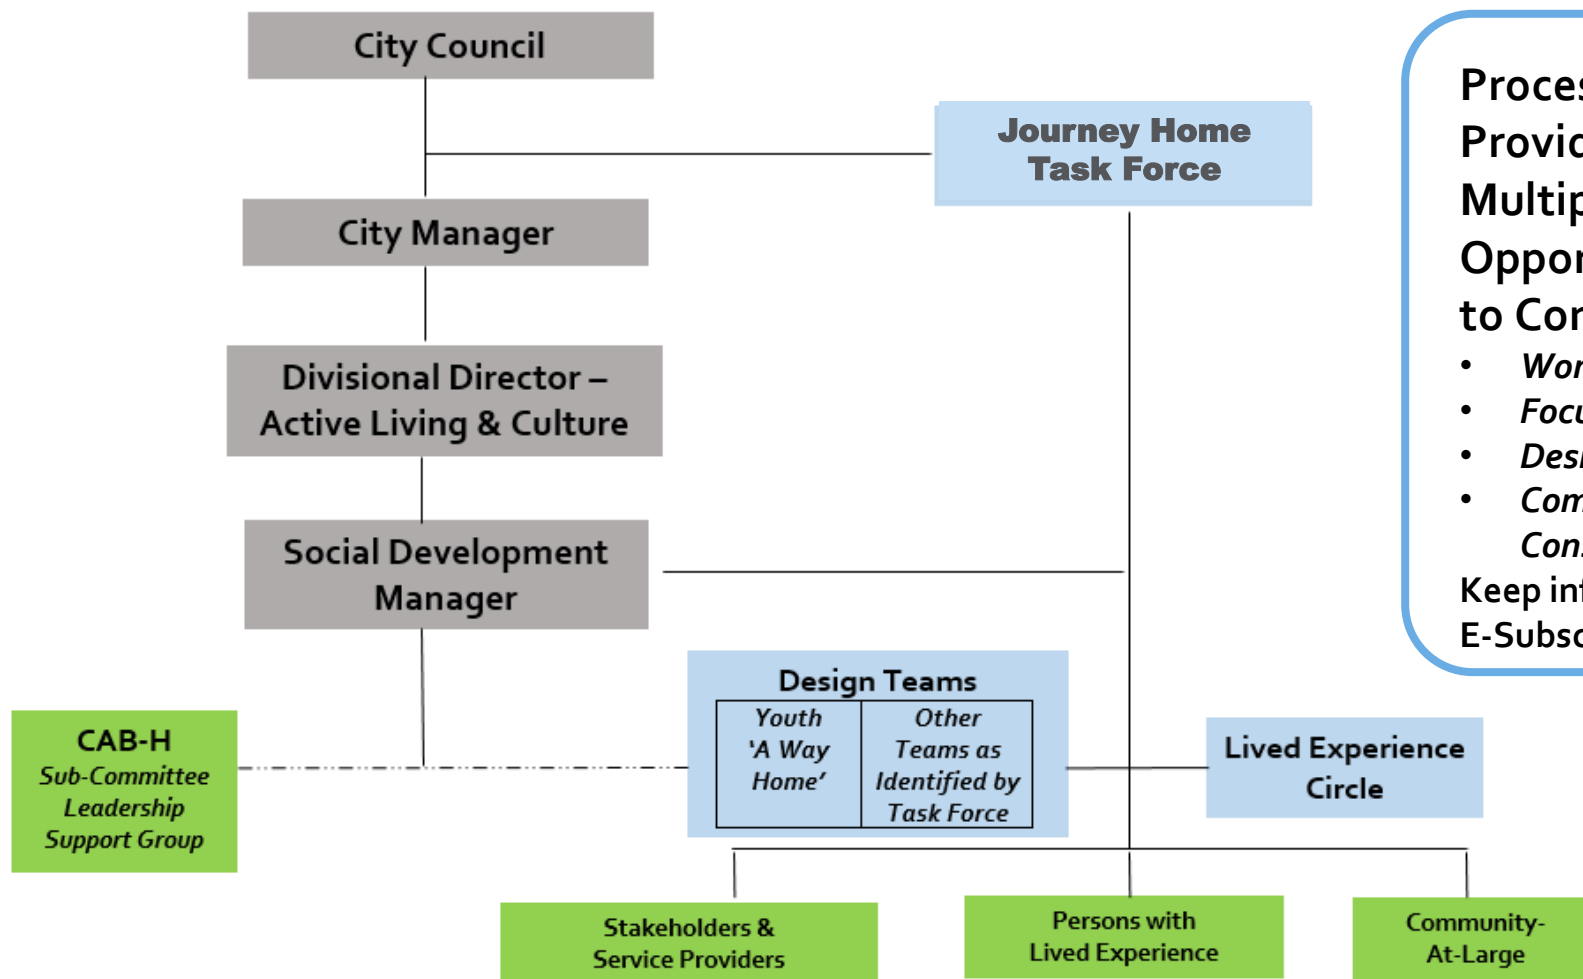 City Council
Journey Home
Task Force
City Manager
Divisional Director –
Active Living & Culture
Social Development
Manager
CAB-H
Sub-Committee
Leadership
Support Group
Design Teams
Youth
‘A Way
Home’
Other
Teams as
Identified by
Task Force
Lived Experience
Circle
Stakeholders &
Service Providers
Persons with
Lived Experience
Community-
At-Large
to
Keep